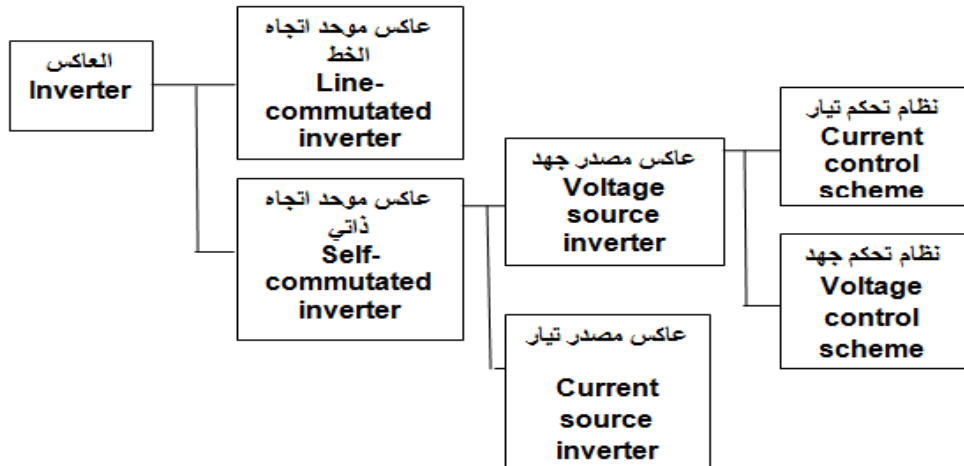 العاكس
Inverter
عاكس موحد اتجاه
الخط
Line-
commutated
inverter
عاكس موحد اتجاه
ذاتي
Self-
commutated
inverter
عاكس مصدر جهد
Voltage
source
inverter
عاكس مصدر تيار
Current
source
inverter
نظام تحكم تيار
Current
control
scheme
نظام تحكم جهد
Voltage
control
scheme